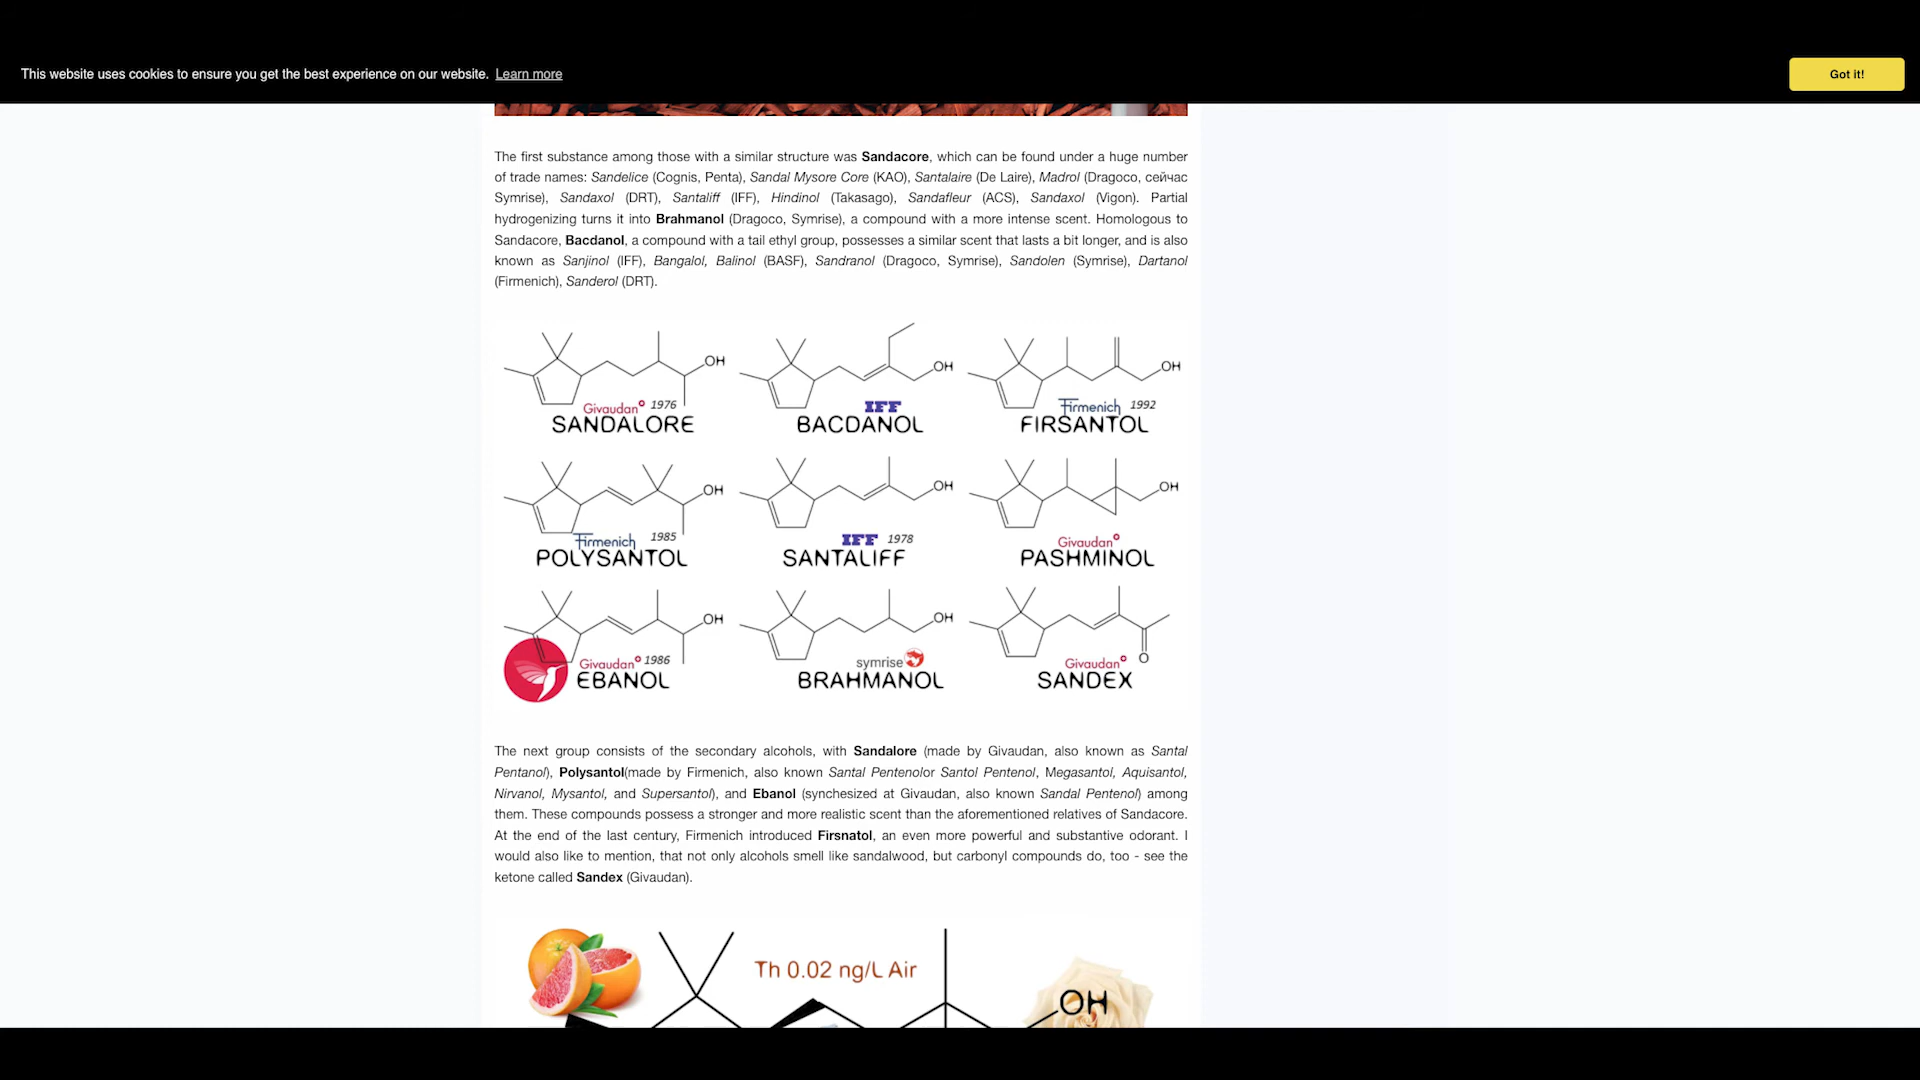 This website uses cookies to ensure you get the best experience on our website. Learn more
Got it!
The first substance among those with a similar structure was Sandacore, which can be found under a huge number
of trade names: Sandelice (Cognis, Penta), Sandal Mysore Core (KAO), Santalaire (De Laire), Madrol (Dragoco, сейчас
Symrise), Sandaxol (DRT), Santaliff (IFF), Hindinol (Takasago), Sandafleur (ACS), Sandaxol (Vigon). Partial
hydrogenizing turns it into Brahmanol (Dragoco, Symrise), a compound with a more intense scent. Homologous to
Sandacore, Bacdanol, a compound with a tail ethyl group, possesses a similar scent that lasts a bit longer, and is also
known as Sanjinol (IFF), Bangalol, Balinol (BASF), Sandranol (Dragoco, Symrise), Sandolen (Symrise), Dartanol
(Firmenich), Sanderol (DRT).
OH OH OH
Givaudan 1976 IFF Firmenich 1992
SANDALORE BACDANOL FIRSANTOL
OH OH OH
Firmenich 1985 IFF 1978 Givaudan
POLYSANTOL SANTALIFF PASHMINOL
OH OH
Givaudan 1986 symrise Givaudan O
EBANOL BRAHMANOL SANDEX
The next group consists of the secondary alcohols, with Sandalore (made by Givaudan, also known as Santal
Pentanol), Polysantol(made by Firmenich, also known Santal Pentenolor Santol Pentenol, Megasantol, Aquisantol,
Nirvanol, Mysantol, and Supersantol), and Ebanol (synchesized at Givaudan, also known Sandal Pentenol) among
them. These compounds possess a stronger and more realistic scent than the aforementioned relatives of Sandacore.
At the end of the last century, Firmenich introduced Firsnatol, an even more powerful and substantive odorant. I
would also like to mention, that not only alcohols smell like sandalwood, but carbonyl compounds do, too - see the
ketone called Sandex (Givaudan).
Th 0.02 ng/L Air
OH